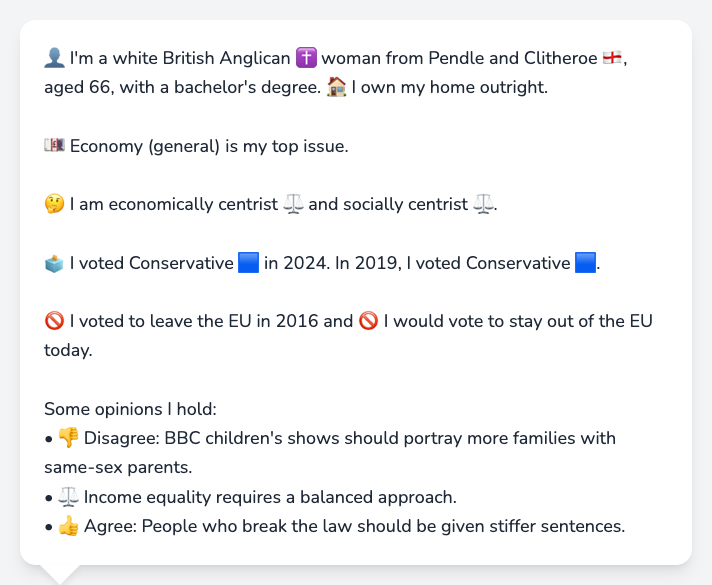 👤 I'm a white British Anglican ✝️ woman from Pendle and Clitheroe 🏴󠁧󠁢󠁥󠁮󠁧󠁿,
aged 66, with a bachelor's degree. 🏠 I own my home outright.
💷 Economy (general) is my top issue.
🤔 I am economically centrist ⚖️ and socially centrist ⚖️.
🗳️ I voted Conservative 🟦 in 2024. In 2019, I voted Conservative 🟦.
🚫 I voted to leave the EU in 2016 and 🚫 I would vote to stay out of the EU
today.
Some opinions I hold:
• 👎 Disagree: BBC children's shows should portray more families with
same-sex parents.
• ⚖️ Income equality requires a balanced approach.
• 👍 Agree: People who break the law should be given stiffer sentences.